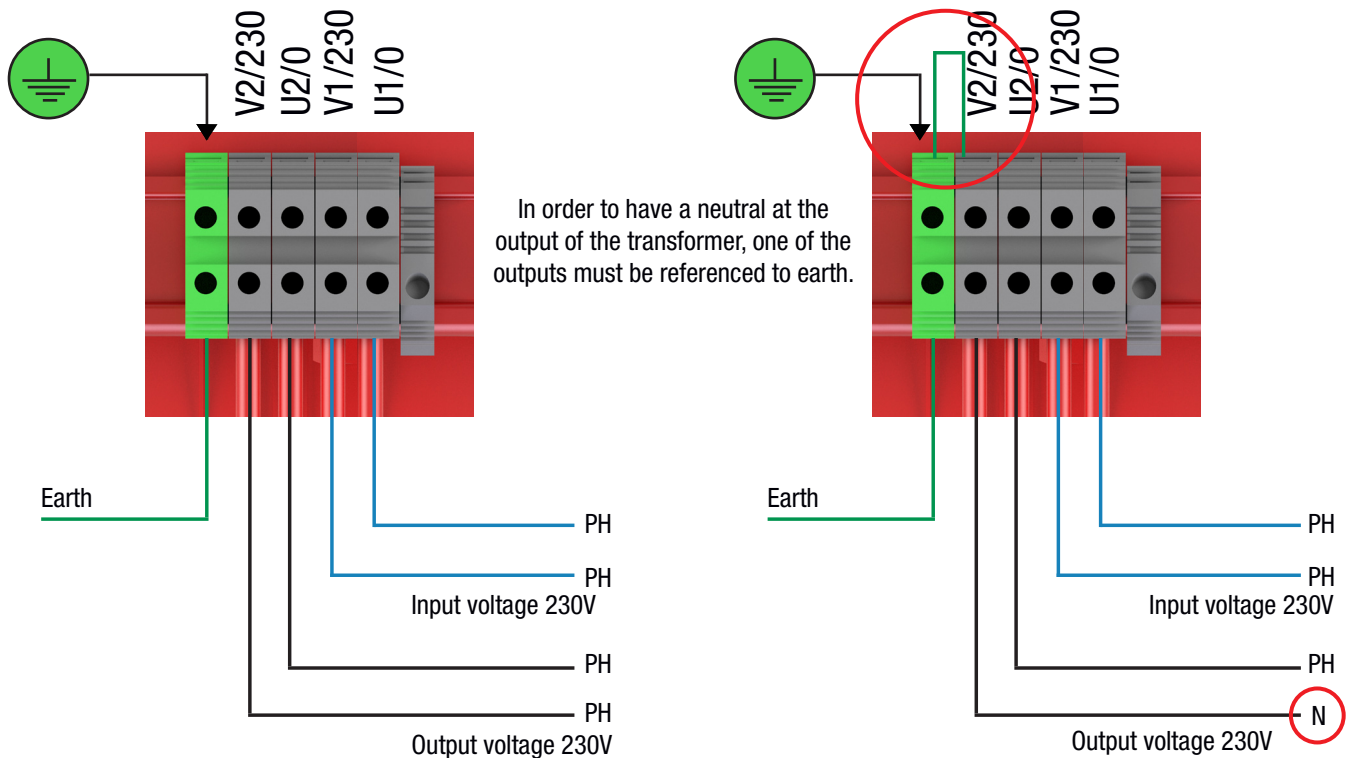 V2/230
U2/0
V1/230
U1/0
Earth
PH
PH
Input voltage 230V
PH
PH
Output voltage 230V
In order to have a neutral at the
output of the transformer, one of the
outputs must be referenced to earth.
V2/230
U2/0
V1/230
U1/0
Earth
PH
PH
Input voltage 230V
PH
N
Output voltage 230V